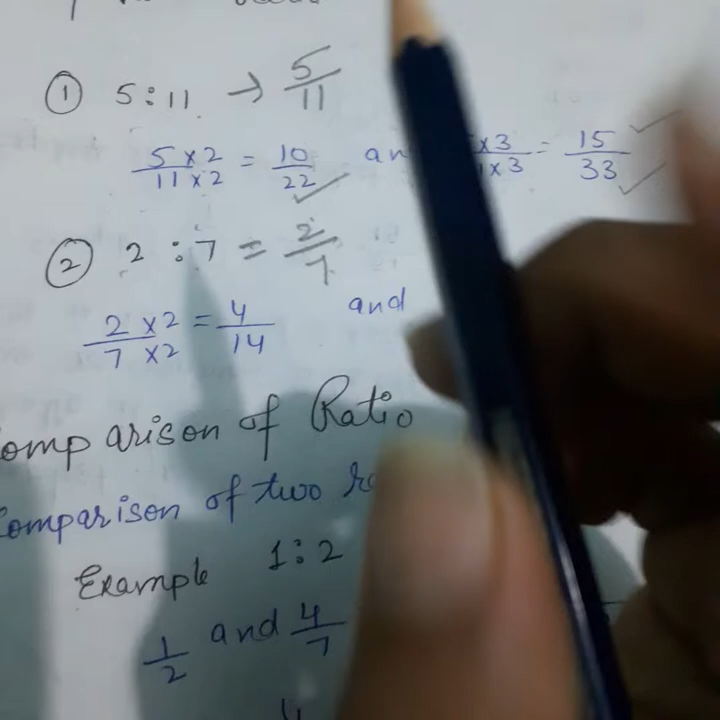 ① 5:11 → 5/11
5×2/11×2 = 10/22 ×3/×3 = 15/33
② 2:7 = 2/7
2×2/7×2 = 4/14 and
omparison of Ratio
omparison of two
Example 1:2
1/2 and 4/7